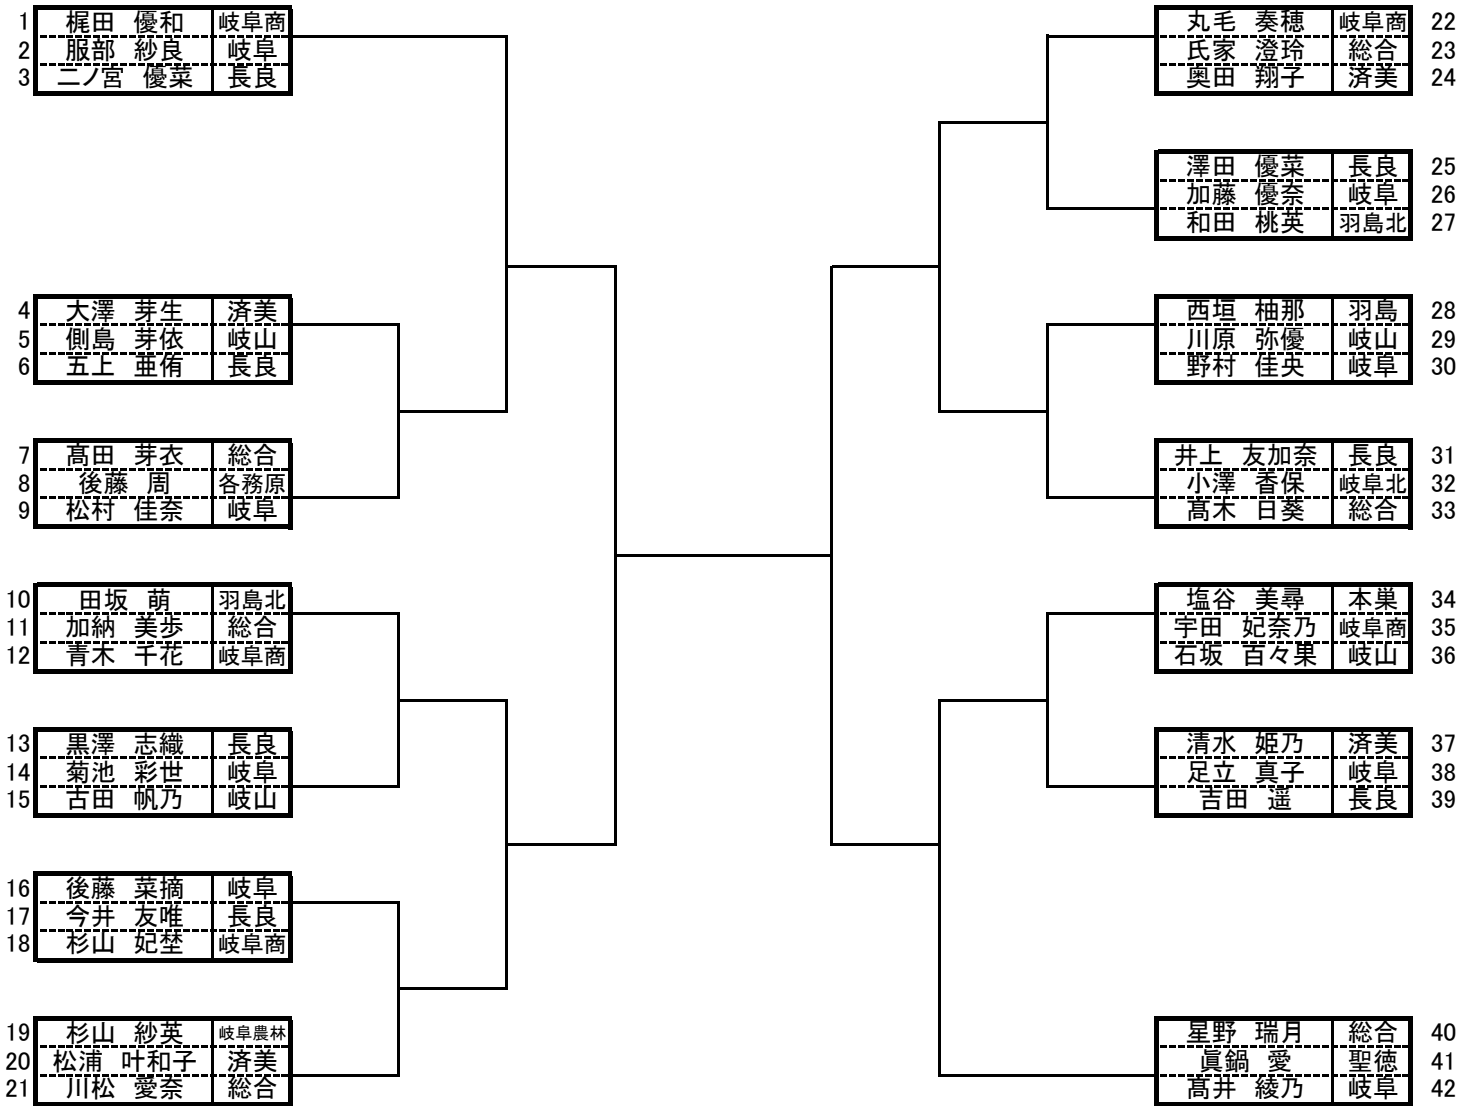 1 梶田 優和 岐阜商
2 服部 紗良 岐阜
3 二ノ宮 優菜 長良
4 大澤 芽生 済美
5 側島 芽依 岐山
6 五上 亜侑 長良
7 髙田 芽衣 総合
8 後藤 周 各務原
9 松村 佳奈 岐阜
10 田坂 萌 羽島北
11 加納 美歩 総合
12 青木 千花 岐阜商
13 黒澤 志織 長良
14 菊池 彩世 岐阜
15 古田 帆乃 岐山
16 後藤 菜摘 岐阜
17 今井 友唯 長良
18 杉山 妃埜 岐阜商
19 杉山 紗英 岐阜農林
20 松浦 叶和子 済美
21 川松 愛奈 総合
丸毛 奏穂 岐阜商 22
氏家 澄玲 総合 23
奥田 翔子 済美 24
澤田 優菜 長良 25
加藤 優奈 岐阜 26
和田 桃英 羽島北 27
西垣 柚那 羽島 28
川原 弥優 岐山 29
野村 佳央 岐阜 30
井上 友加奈 長良 31
小澤 香保 岐阜北 32
髙木 日葵 総合 33
塩谷 美尋 本巣 34
宇田 妃奈乃 岐阜商 35
石坂 百々果 岐山 36
清水 姫乃 済美 37
足立 真子 岐阜 38
吉田 遥 長良 39
星野 瑞月 総合 40
眞鍋 愛 聖徳 41
髙井 綾乃 岐阜 42